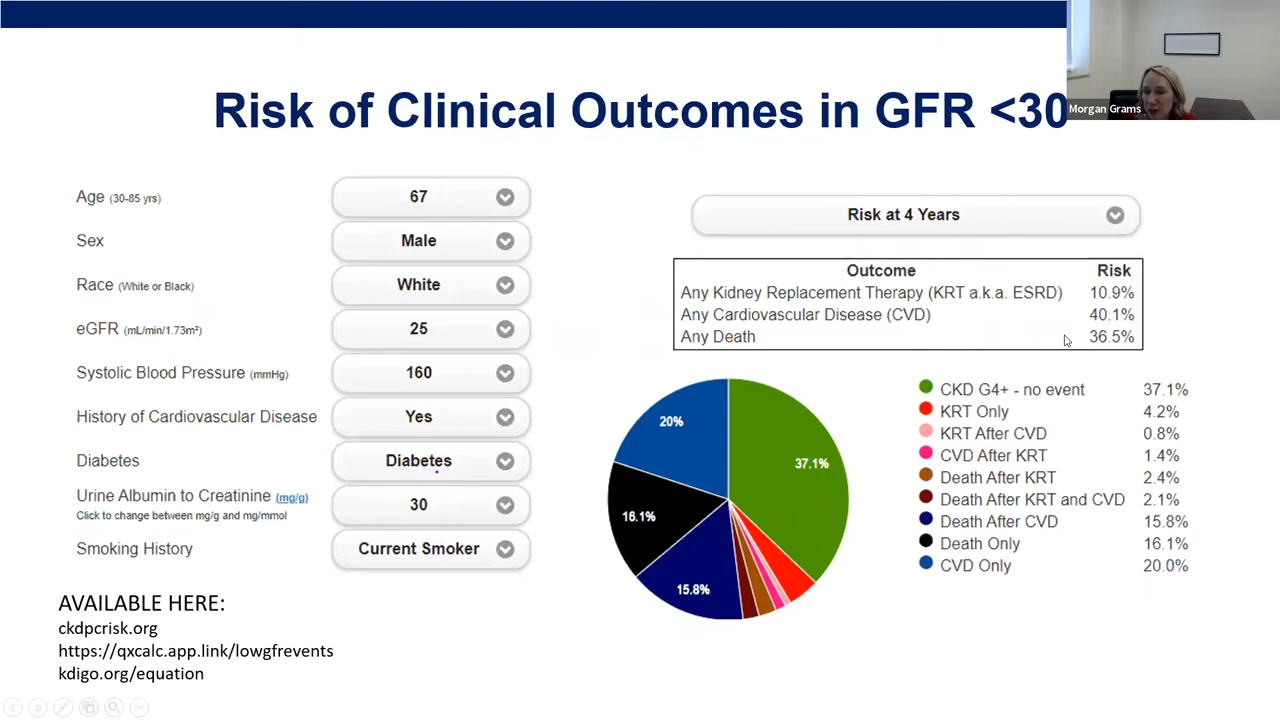 Risk of Clinical Outcomes in GFR <30
Morgan Grams
Age (30-85 yrs) 67
Sex Male
Race (White or Black) White
eGFR (mL/min/1.73m²) 25
Systolic Blood Pressure (mmHg) 160
History of Cardiovascular Disease Yes
Diabetes Diabetes
Urine Albumin to Creatinine (mg/g) 30
Click to change between mg/g and mg/mmol
Smoking History Current Smoker
AVAILABLE HERE:
ckdpcrisk.org
https://qxcalc.app.link/lowgfrevents
kdigo.org/equation
Risk at 4 Years
Outcome Risk
Any Kidney Replacement Therapy (KRT a.k.a. ESRD) 10.9%
Any Cardiovascular Disease (CVD) 40.1%
Any Death 36.5%
20%
37.1%
16.1%
15.8%
CKD G4+ - no event 37.1%
KRT Only 4.2%
KRT After CVD 0.8%
CVD After KRT 1.4%
Death After KRT 2.4%
Death After KRT and CVD 2.1%
Death After CVD 15.8%
Death Only 16.1%
CVD Only 20.0%